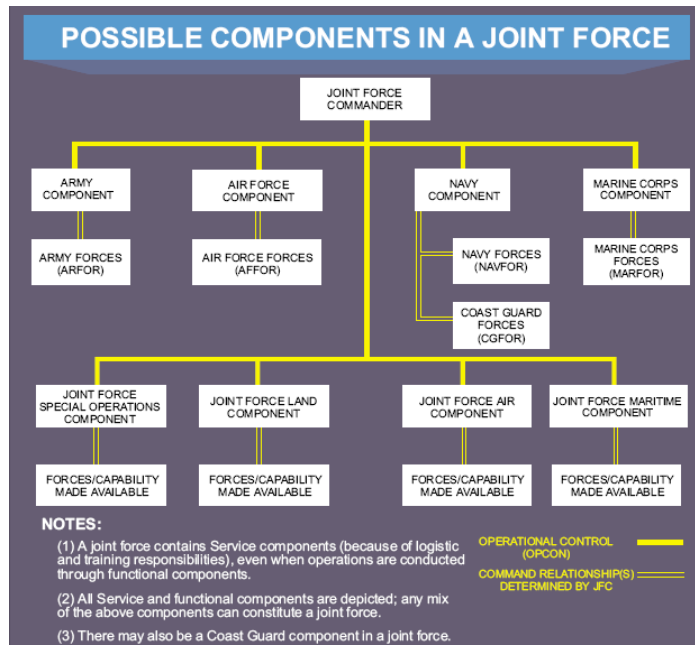 POSSIBLE COMPONENTS IN A JOINT FORCE
JOINT FORCE
COMMANDER
ARMY
COMPONENT
AIR FORCE
COMPONENT
NAVY
COMPONENT
MARINE CORPS
COMPONENT
ARMY FORCES
(ARFOR)
AIR FORCE FORCES
(AFFOR)
NAVY FORCES
(NAVFOR)
MARINE CORPS
FORCES
(MARFOR)
COAST GUARD
FORCES
(CGFOR)
JOINT FORCE
SPECIAL OPERATIONS
COMPONENT
JOINT FORCE LAND
COMPONENT
JOINT FORCE AIR
COMPONENT
JOINT FORCE MARITIME
COMPONENT
FORCES/CAPABILITY
MADE AVAILABLE
FORCES/CAPABILITY
MADE AVAILABLE
FORCES/CAPABILITY
MADE AVAILABLE
FORCES/CAPABILITY
MADE AVAILABLE
NOTES:
(1) A joint force contains Service components (because of logistic
and training responsibilities), even when operations are conducted
through functional components.
(2) All Service and functional components are depicted; any mix
of the above components can constitute a joint force.
(3) There may also be a Coast Guard component in a joint force.
OPERATIONAL CONTROL
(OPCON)
COMMAND RELATIONSHIP(S)
DETERMINED BY JFC